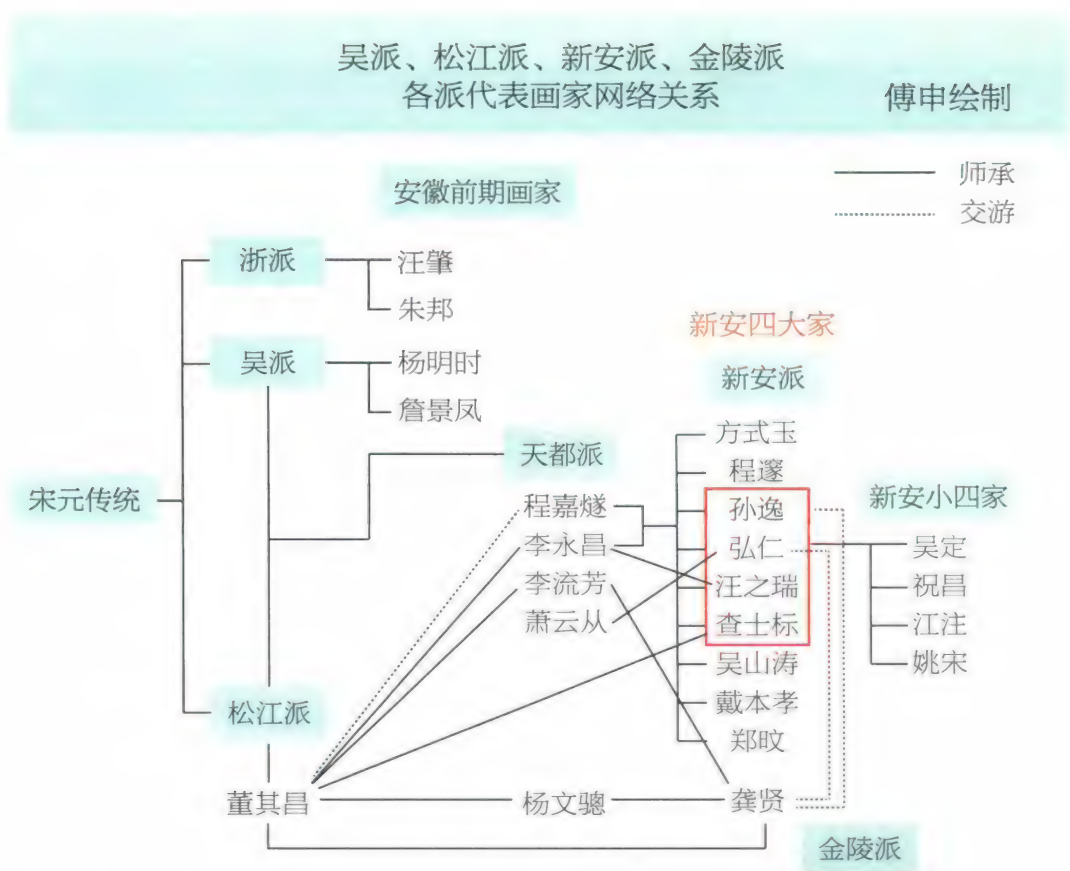 吴派、松江派、新安派、金陵派
各派代表画家网络关系
傅申绘制
师承
交游
安徽前期画家
浙派
汪肇
朱邦
新安四大家
吴派
杨明时
新安派
詹景凤
方式玉
天都派
程邃
宋元传统
程嘉燧
孙逸
新安小四家
李永昌
弘仁
吴定
李流芳
汪之瑞
祝昌
萧云从
查士标
江注
吴山涛
姚宋
松江派
戴本孝
郑旼
董其昌
杨文骢
龚贤
金陵派